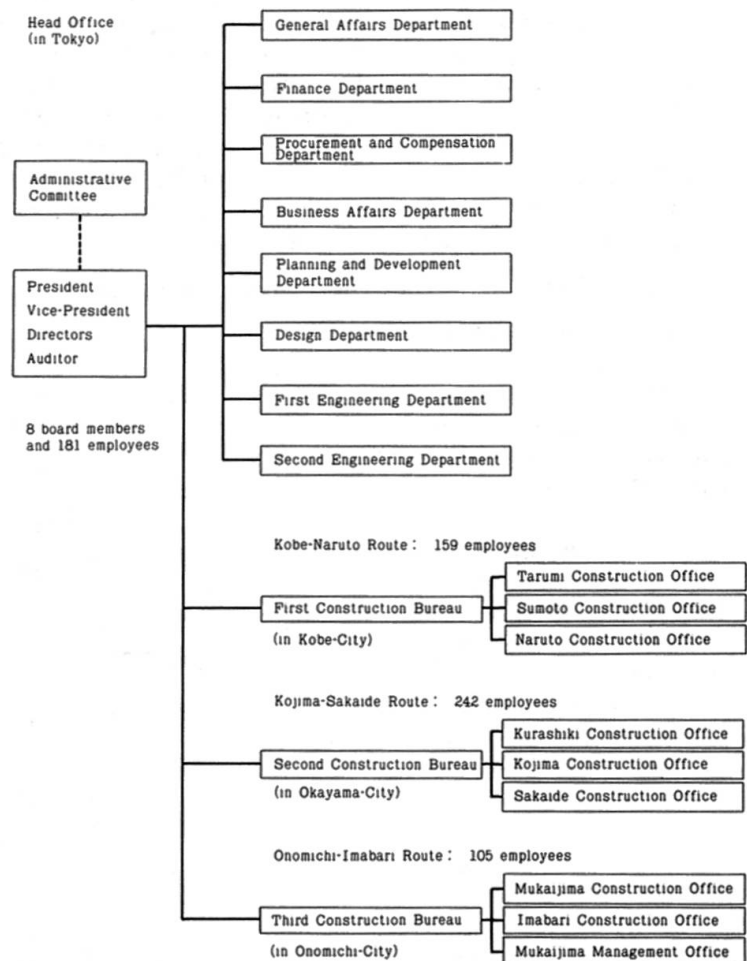 Head Office
(in Tokyo)
General Affairs Department
Finance Department
Procurement and Compensation
Department
Administrative
Committee
Business Affairs Department
Planning and Development
Department
President
Vice-President
Directors
Auditor
Design Department
First Engineering Department
8 board members
and 181 employees
Second Engineering Department
Kobe-Naruto Route : 159 employees
First Construction Bureau
(in Kobe-City)
Tarumi Construction Office
Sumoto Construction Office
Naruto Construction Office
Kojima-Sakaide Route : 242 employees
Second Construction Bureau
(in Okayama-City)
Kurashiki Construction Office
Kojima Construction Office
Sakaide Construction Office
Onomichi-Imabari Route : 105 employees
Third Construction Bureau
(in Onomichi-City)
Mukaijima Construction Office
Imabari Construction Office
Mukaijima Management Office